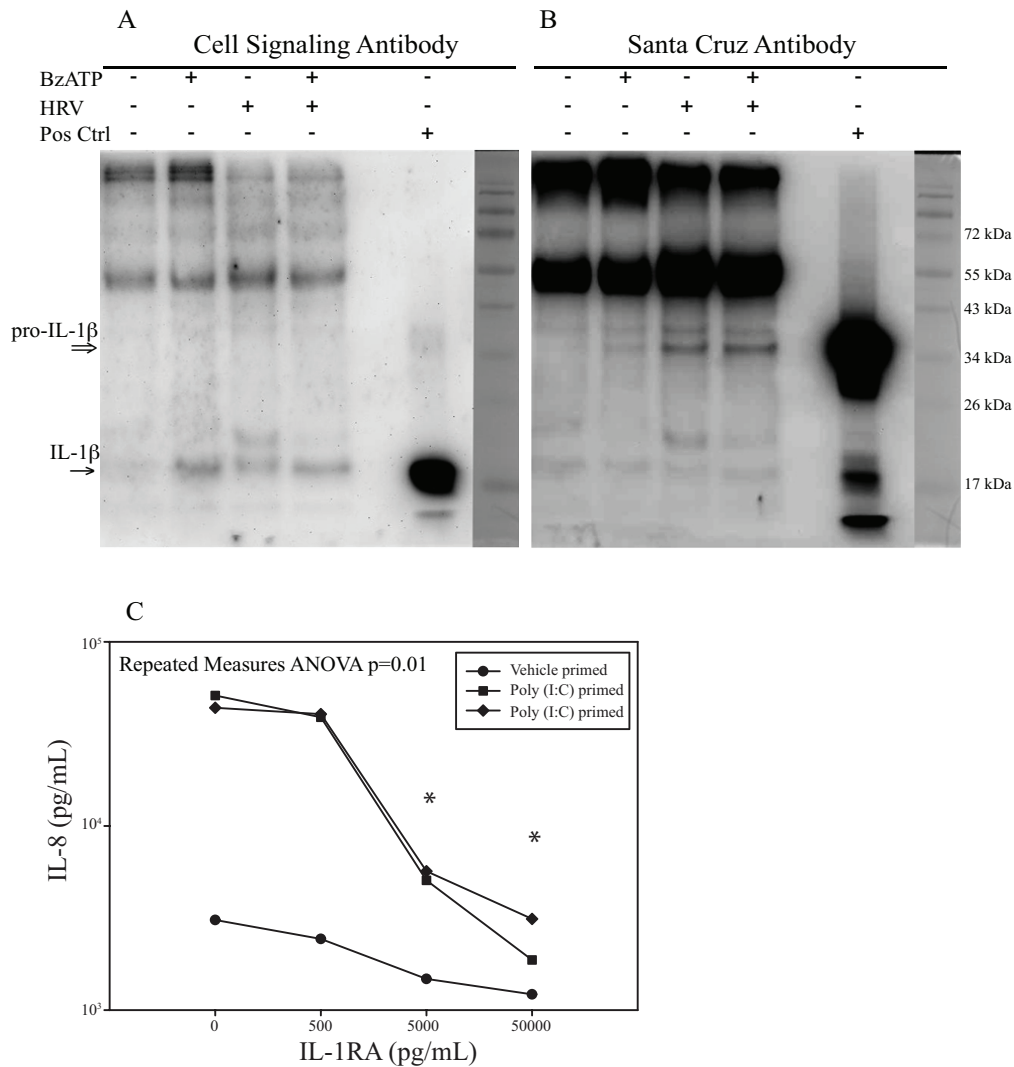 A
B
Cell Signaling Antibody
Santa Cruz Antibody
BzATP - + - + - - + - + -
HRV - - + + - - - + + -
Pos Ctrl - - - - + - - - - +
72 kDa
55 kDa
43 kDa
pro-IL-1β
34 kDa
26 kDa
IL-1β
17 kDa
C
10⁵
Repeated Measures ANOVA p=0.01
Vehicle primed
Poly (I:C) primed
Poly (I:C) primed
*
10⁴
*
IL-8 (pg/mL)
10³
0 500 5000 50000
IL-1RA (pg/mL)